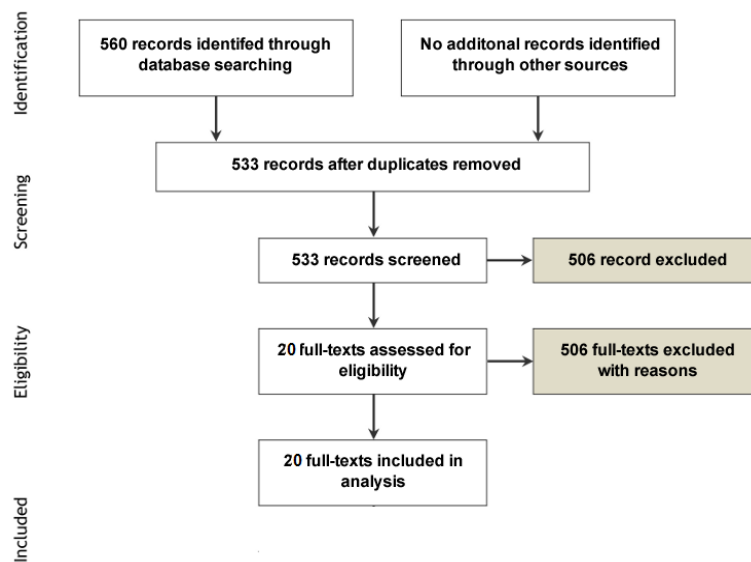 Identification
560 records identifed through
database searching
No additonal records identified
through other sources
533 records after duplicates removed
Screening
533 records screened
506 record excluded
Eligibility
20 full-texts assessed for
eligibility
506 full-texts excluded
with reasons
20 full-texts included in
analysis
Included